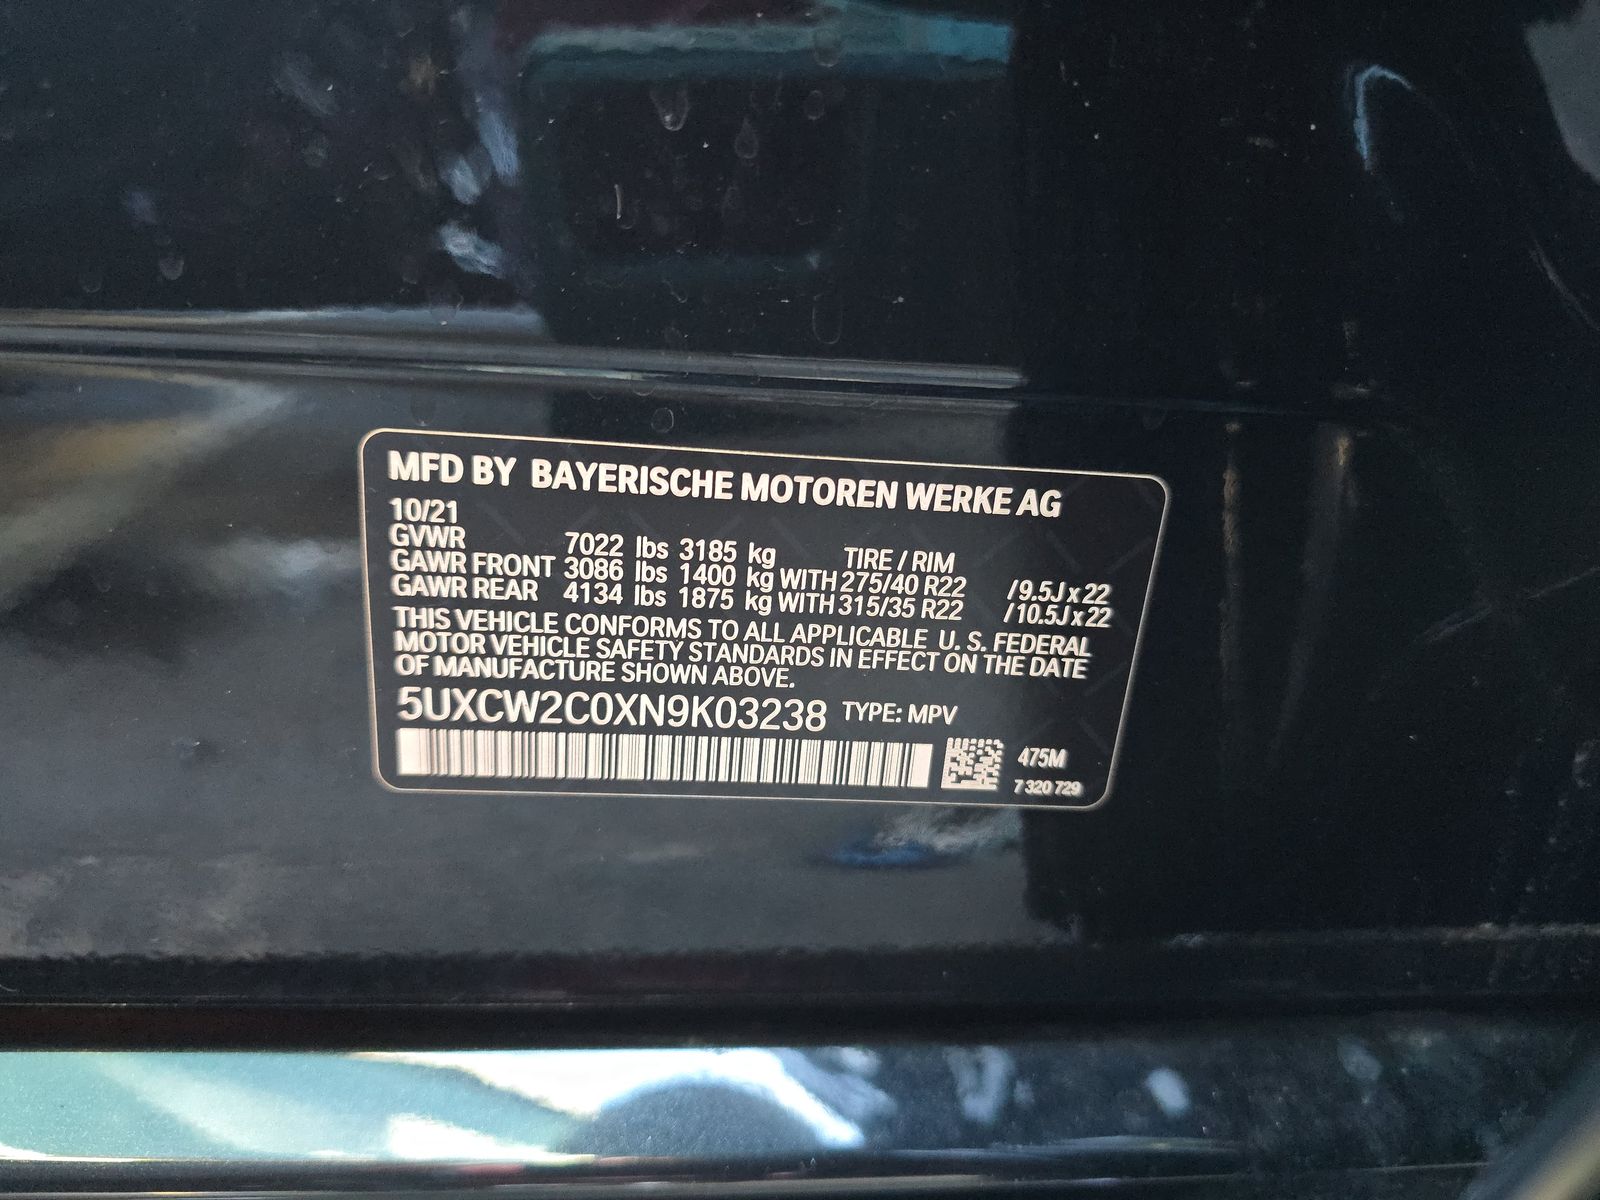 MFD BY BAYERISCHE MOTOREN WERKE AG
10/21
GVWR 7022 lbs 3185 kg TIRE / RIM
GAWR FRONT 3086 lbs 1400 kg WITH 275/40 R22 / 9.5J x 22
GAWR REAR 4134 lbs 1875 kg WITH 315/35 R22 / 10.5J x 22
THIS VEHICLE CONFORMS TO ALL APPLICABLE U. S. FEDERAL
MOTOR VEHICLE SAFETY STANDARDS IN EFFECT ON THE DATE
OF MANUFACTURE SHOWN ABOVE.
5UXCW2C0XN9K03238 TYPE: MPV
475M
7 320 729